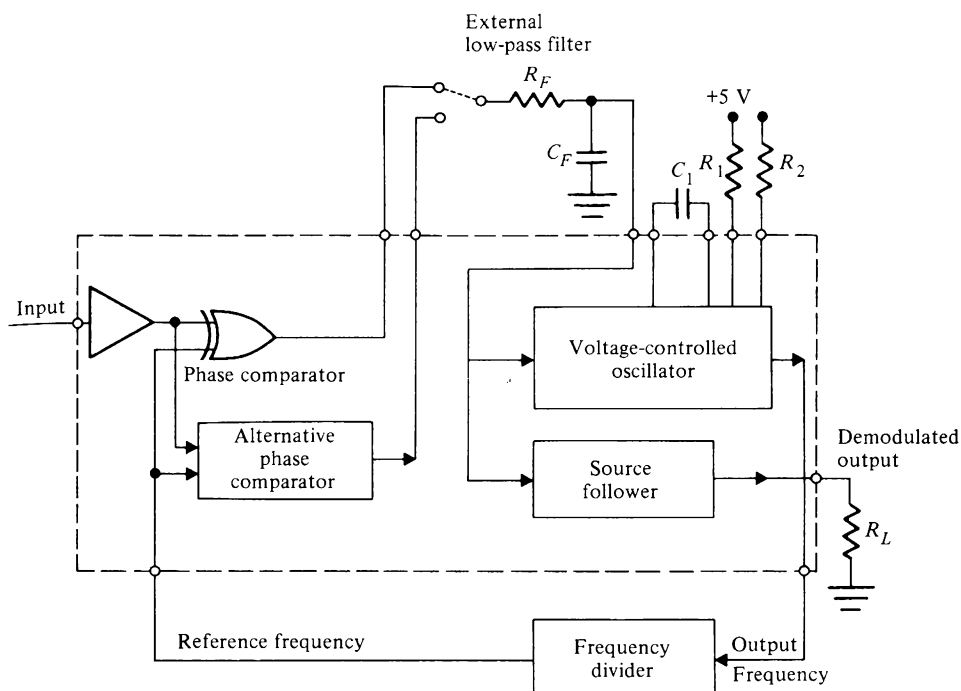 External
low-pass filter
R_F
+5 V
C_F
C_1
R_1
R_2
Input
Phase comparator
Voltage-controlled
oscillator
Alternative
phase
comparator
Source
follower
Demodulated
output
R_L
Reference frequency
Frequency
divider
Output
Frequency